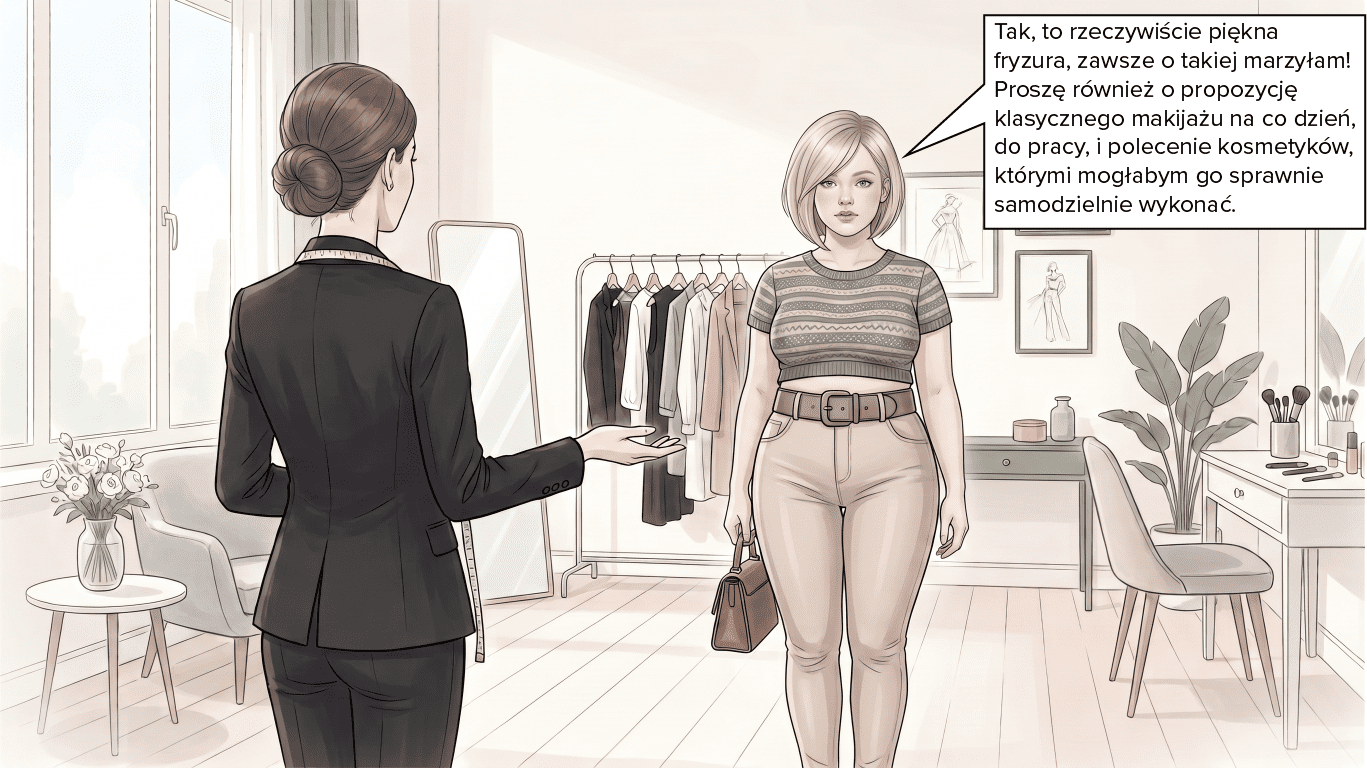 Tak, to rzeczywiście piękna
fryzura, zawsze o takiej marzyłam!
Proszę również o propozycję
klasycznego makijażu na co dzień,
do pracy, i polecenie kosmetyków,
którymi mogłabym go sprawnie
samodzielnie wykonać.